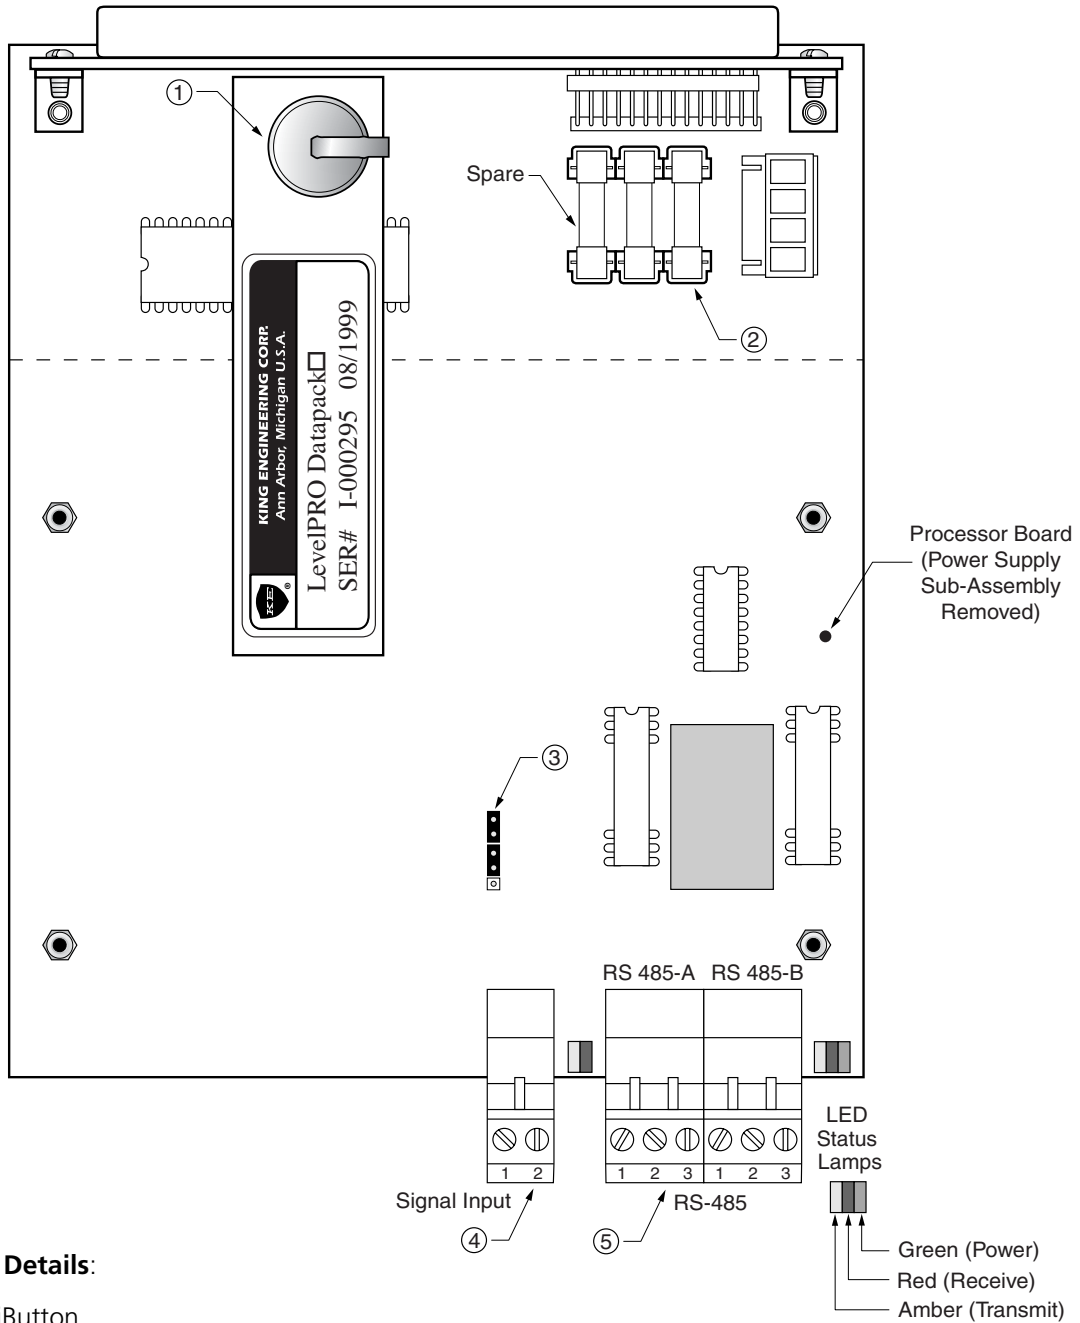 ①
Spare
②
KING ENGINEERING CORP.
Ann Arbor, Michigan U.S.A.
LevelPRO Datapack□
SER# I-000295 08/1999
KE
®
Processor Board
(Power Supply
Sub-Assembly
Removed)
③
RS 485-A RS 485-B
LED
Status
Lamps
1 2 1 2 3 1 2 3
Signal Input
RS-485
④
⑤
Green (Power)
Red (Receive)
Amber (Transmit)
Details:
Button